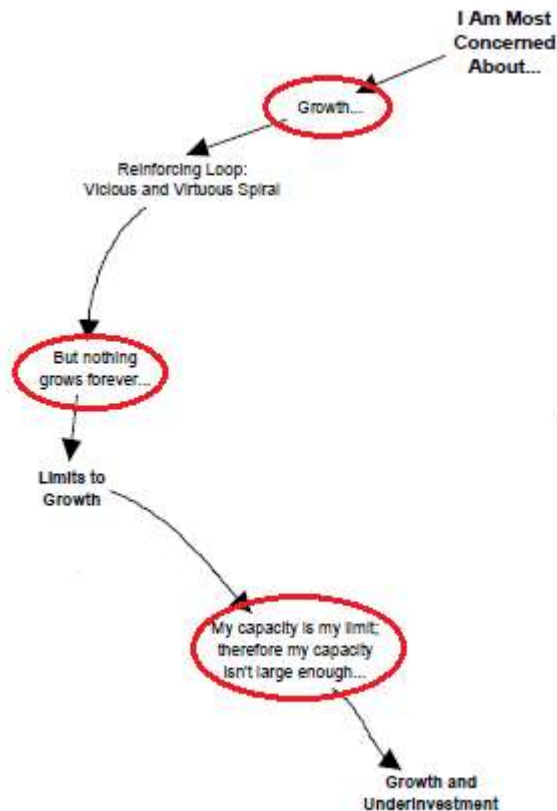 I Am Most
Concerned
About...
Growth...
Reinforcing Loop:
Vicious and Virtuous Spiral
But nothing
grows forever...
Limits to
Growth
My capacity is my limit;
therefore my capacity
isn't large enough...
Growth and
Underinvestment